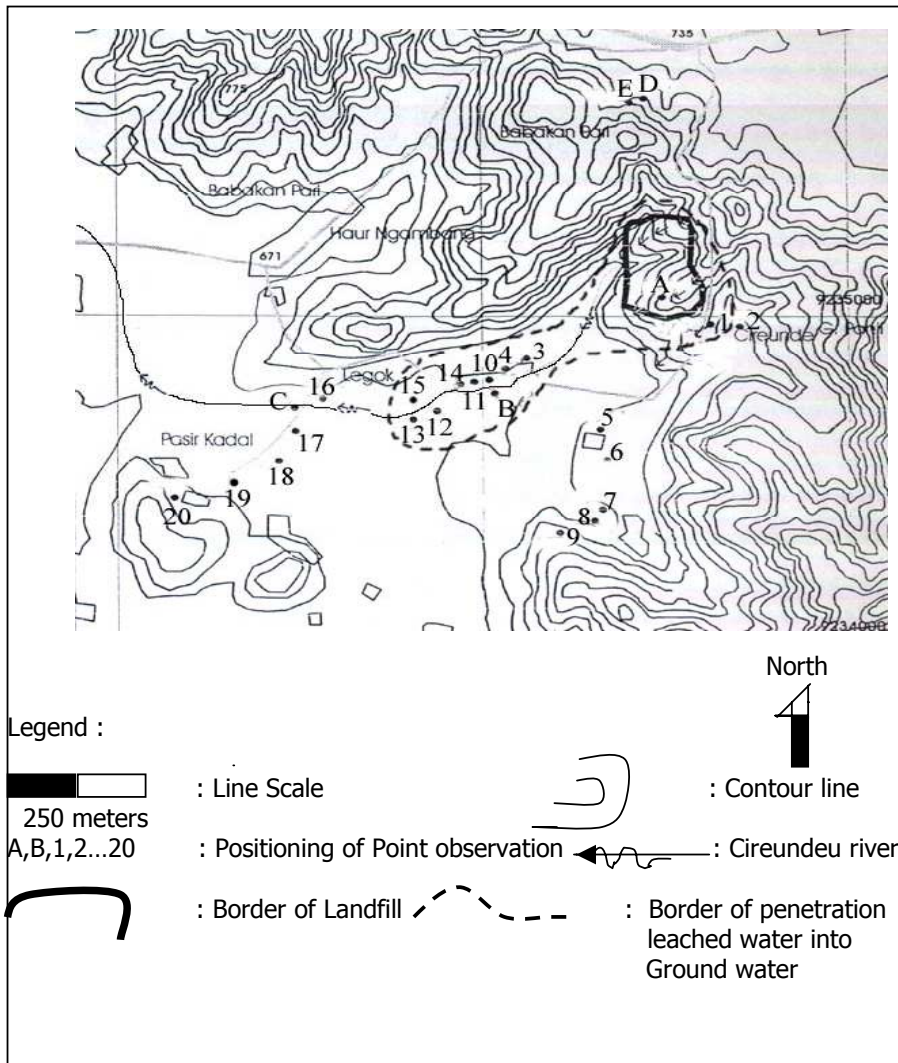 735
775
E D
Babakan Pari
Babakan Pari
Haur Ngambang
671
A
9235000
1 2
Cireunde
3
4
10
14
11
Legok
B
15
16
C
13 12
5
Pasir Kadal
17
6
18
19
20
7
8
9
9234000
North
Legend :
: Line Scale
: Contour line
250 meters
A,B,1,2...20 : Positioning of Point observation : Cireundeu river
: Border of Landfill : Border of penetration
leached water into
Ground water